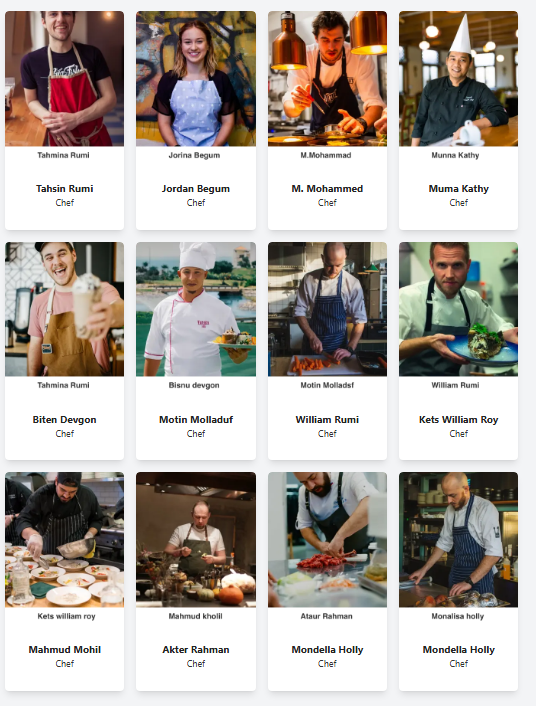 Tahmina Rumi
Jorina Begum
M.Mohammad
Munna Kathy
Tahsin Rumi
Jordan Begum
M. Mohammed
Muma Kathy
Chef
Chef
Chef
Chef
Tahmina Rumi
Bisnu devgon
Motin Molladsf
William Rumi
Biten Devgon
Motin Molladuf
William Rumi
Kets William Roy
Chef
Chef
Chef
Chef
Kets william roy
Mahmud kholil
Ataur Rahman
Monalisa holly
Mahmud Mohil
Akter Rahman
Mondella Holly
Mondella Holly
Chef
Chef
Chef
Chef